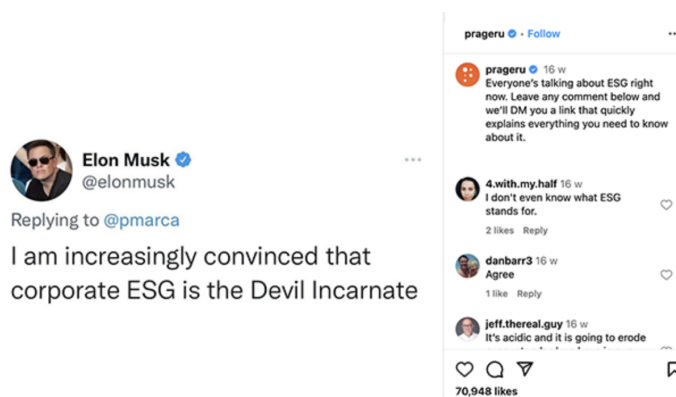 Elon Musk
@elonmusk
Replying to @pmarca
I am increasingly convinced that
corporate ESG is the Devil Incarnate
prageru • Follow
prageru 16 w
Everyone's talking about ESG right
now. Leave any comment below and
we'll DM you a link that quickly
explains everything you need to know
about it.
4.with.my.half 16 w
I don't even know what ESG
stands for.
2 likes Reply
danbarr3 16 w
Agree
1 like Reply
jeff.thereal.guy 16 w
It's acidic and it is going to erode
70,948 likes